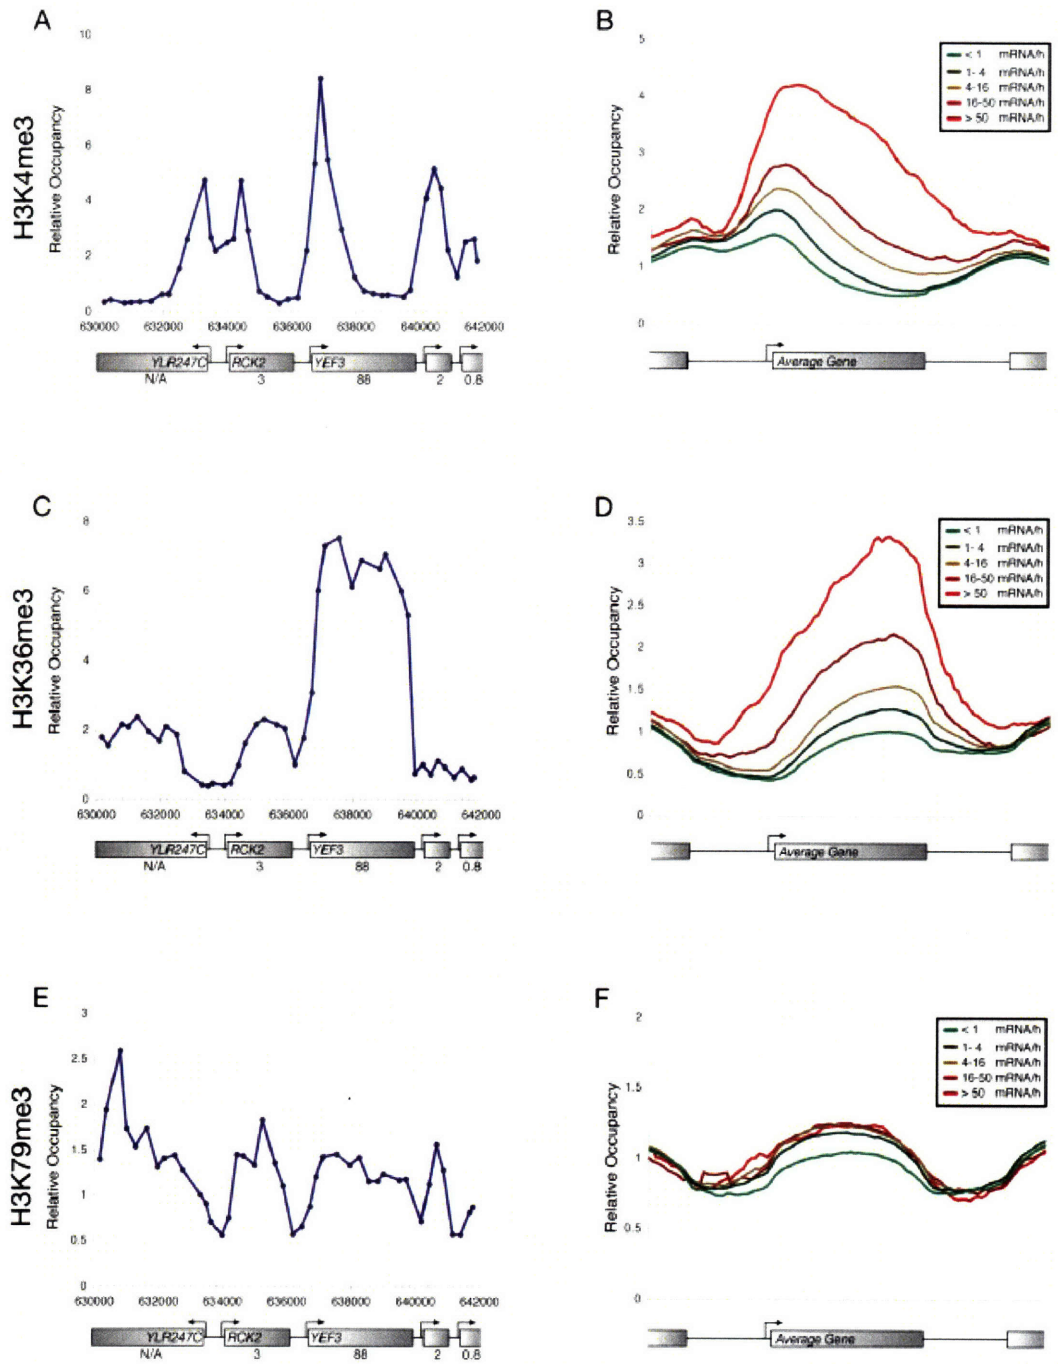 A
H3K4me3
Relative Occupancy
10
8
6
4
2
0
630000 632000 634000 636000 638000 640000 642000
YLR247C RCK2 YEF3
N/A 3 88 2 0.8
B
Relative Occupancy
5
4
3
2
1
0
< 1 mRNA/h
1- 4 mRNA/h
4-16 mRNA/h
16-50 mRNA/h
> 50 mRNA/h
Average Gene
C
H3K36me3
Relative Occupancy
8
6
4
2
0
630000 632000 634000 636000 638000 640000 642000
YLR247C RCK2 YEF3
N/A 3 88 2 0.8
D
Relative Occupancy
3.5
3
2.5
2
1.5
1
0.5
0
< 1 mRNA/h
1- 4 mRNA/h
4-16 mRNA/h
16-50 mRNA/h
> 50 mRNA/h
Average Gene
E
H3K79me3
Relative Occupancy
3
2.5
2
1.5
1
0.5
0
630000 632000 634000 636000 638000 640000 642000
YLR247C RCK2 YEF3
N/A 3 88 2 0.8
F
Relative Occupancy
2
1.5
1
0.5
0
< 1 mRNA/h
1- 4 mRNA/h
4-16 mRNA/h
16-50 mRNA/h
> 50 mRNA/h
Average Gene